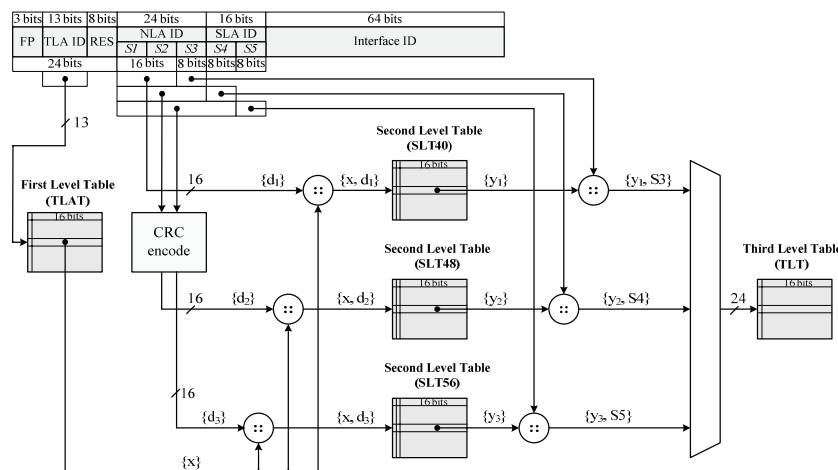 3 bits 13 bits 8 bits 24 bits 16 bits 64 bits
FP TLA ID RES NLA ID SLA ID Interface ID
S1 S2 S3 S4 S5
24 bits 16 bits 8 bits 8 bits 8 bits
13
First Level Table
(TLAT)
16 bits
CRC
encode
16 {d1} :: {x, d1}
Second Level Table
(SLT40)
16 bits
{y1} :: {y1, S3}
16 {d2} :: {x, d2}
Second Level Table
(SLT48)
16 bits
{y2} :: {y2, S4}
16
{d3} :: {x, d3}
Second Level Table
(SLT56)
16 bits
{y3} :: {y3, S5}
{x}
24
Third Level Table
(TLT)
16 bits